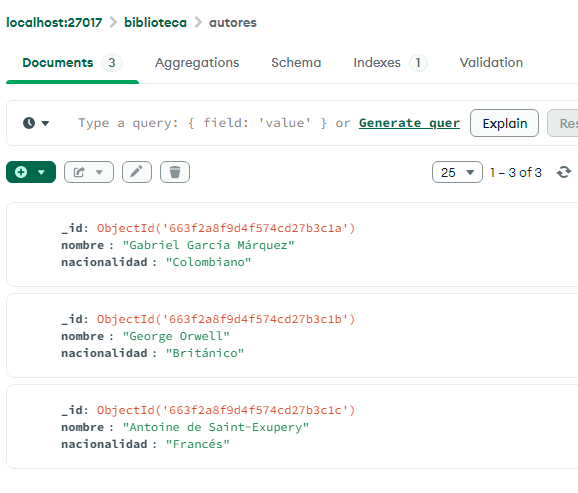 localhost:27017 > biblioteca > autores
Documents 3 Aggregations Schema Indexes 1 Validation
Type a query: { field: 'value' } or Generate quer Explain Res
25 1 – 3 of 3
_id: ObjectId('663f2a8f9d4f574cd27b3c1a')
nombre : "Gabriel García Márquez"
nacionalidad : "Colombiano"
_id: ObjectId('663f2a8f9d4f574cd27b3c1b')
nombre : "George Orwell"
nacionalidad : "Británico"
_id: ObjectId('663f2a8f9d4f574cd27b3c1c')
nombre : "Antoine de Saint-Exupery"
nacionalidad : "Francés"